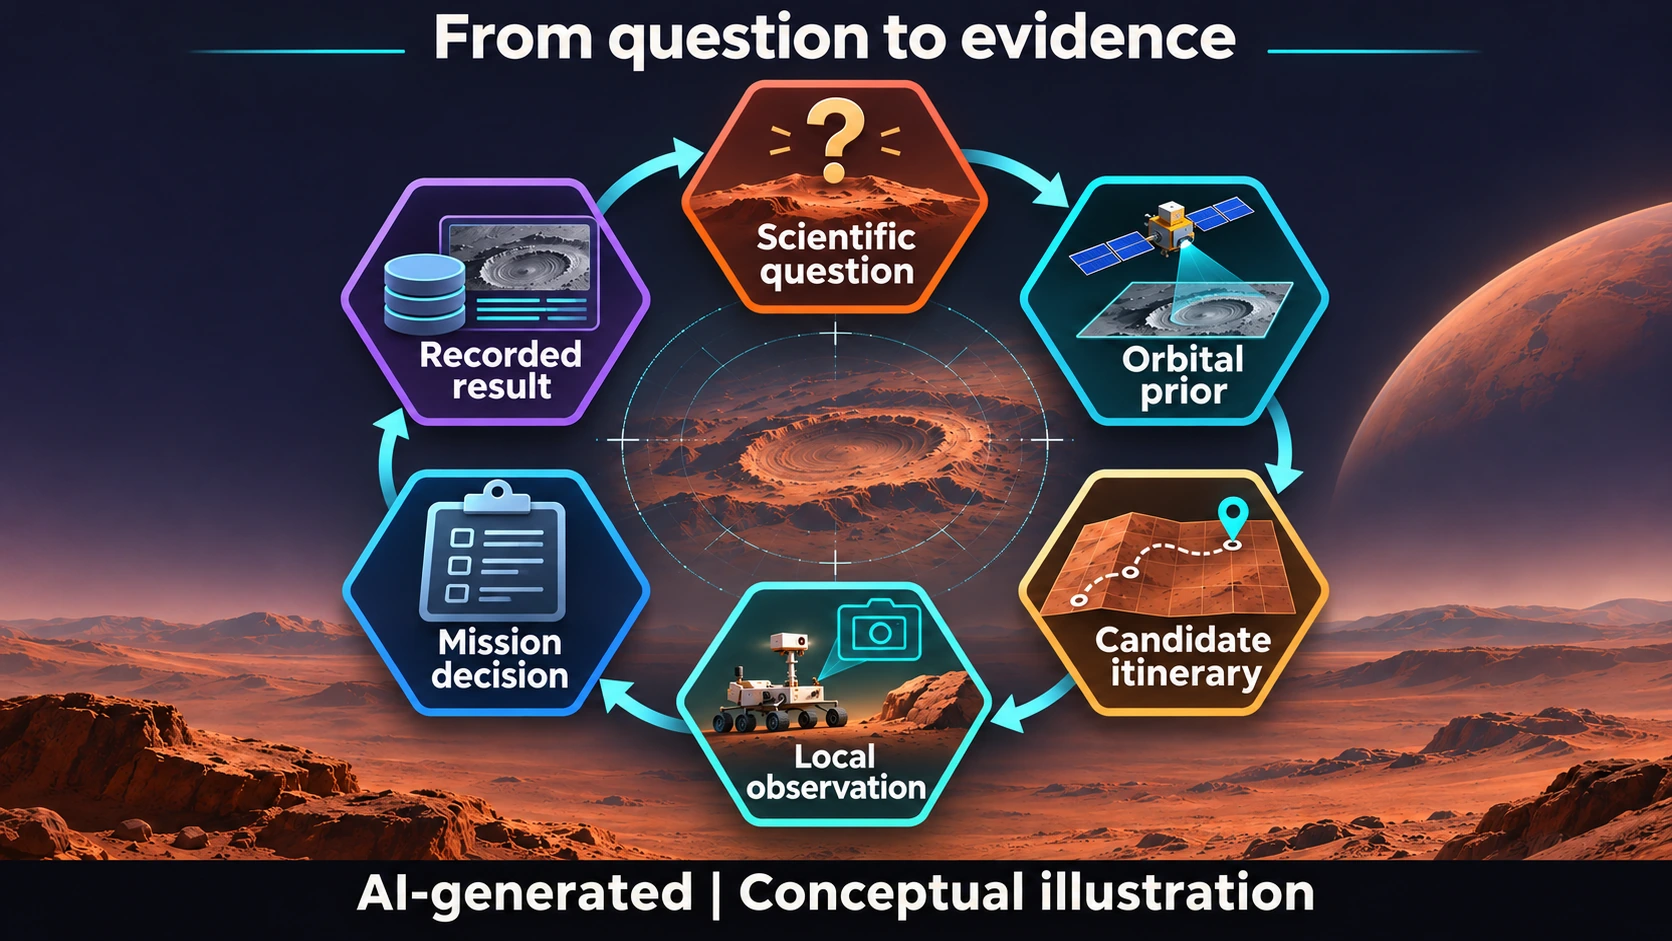 From question to evidence
?
Scientific
question
Orbital
prior
Candidate
itinerary
Local
observation
Mission
decision
Recorded
result
AI-generated | Conceptual illustration